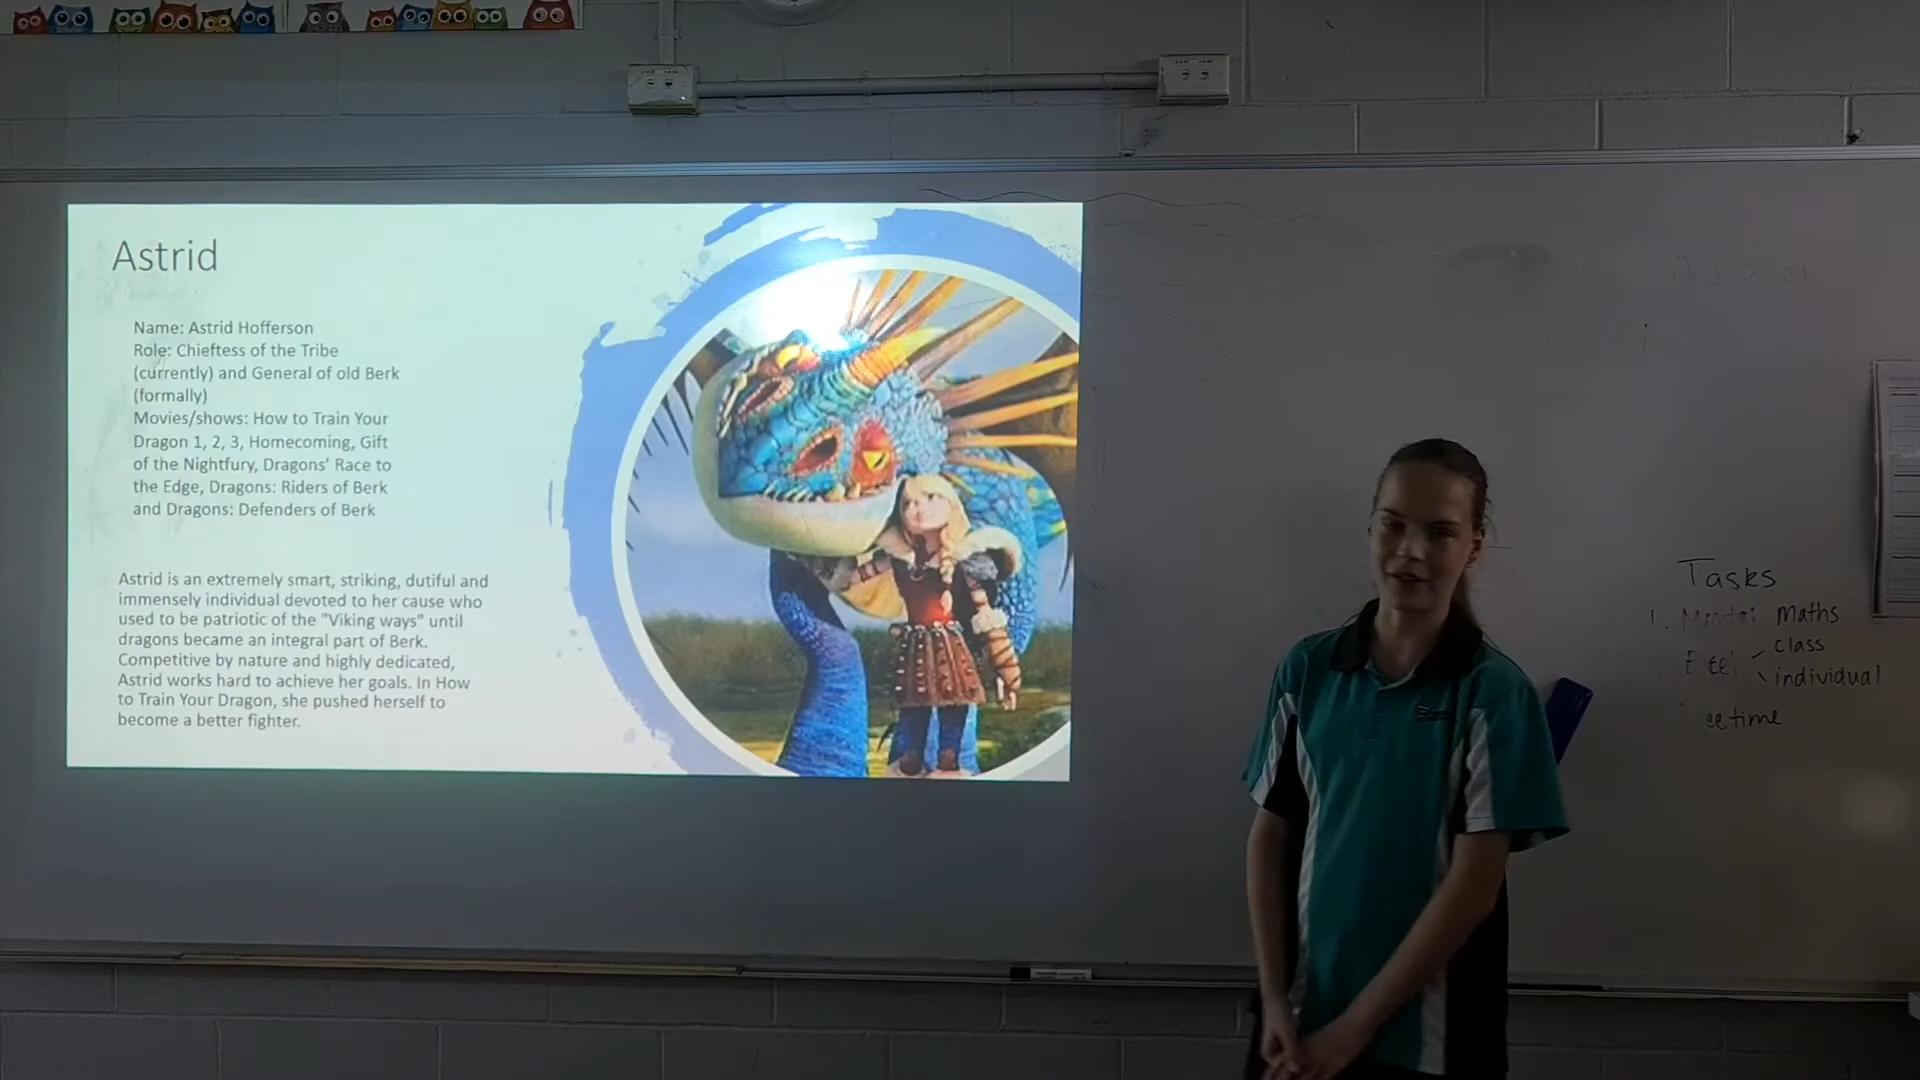 Astrid
Name: Astrid Hofferson
Role: Chieftess of the Tribe
(currently) and General of old Berk
(formally)
Movies/shows: How to Train Your
Dragon 1, 2, 3, Homecoming, Gift
of the Nightfury, Dragons' Race to
the Edge, Dragons: Riders of Berk
and Dragons: Defenders of Berk
Astrid is an extremely smart, striking, dutiful and
immensely individual devoted to her cause who
used to be patriotic of the "Viking ways" until
dragons became an integral part of Berk.
Competitive by nature and highly dedicated,
Astrid works hard to achieve her goals. In How
to Train Your Dragon, she pushed herself to
become a better fighter.
Tasks
1. Mental Maths
class
individual